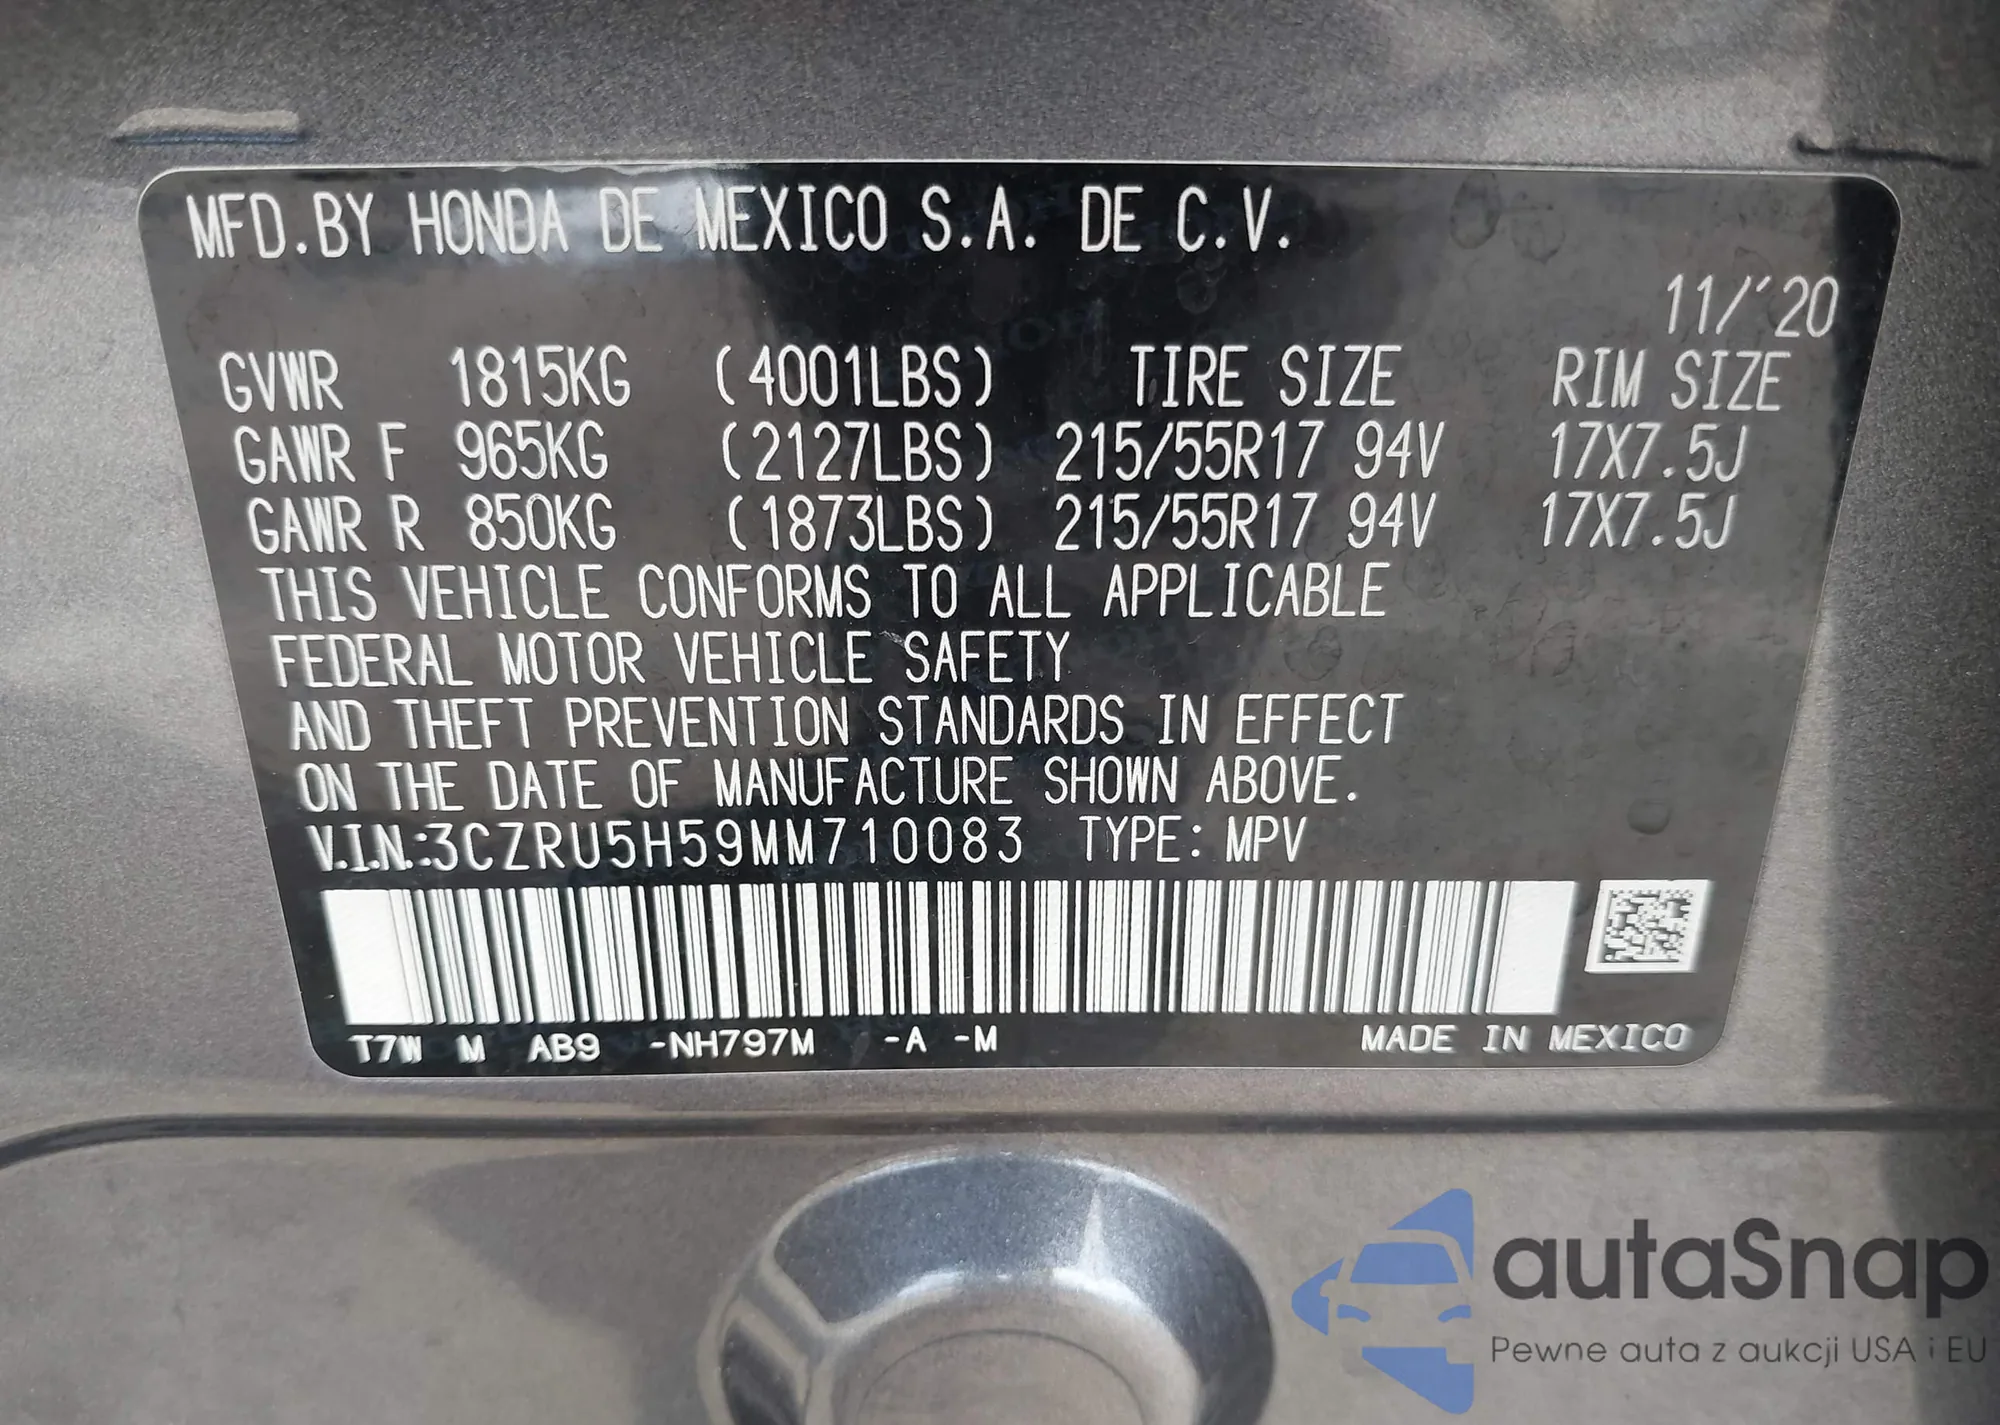 MFD.BY HONDA DE MEXICO S.A. DE C.V.
11/'20
GVWR 1815KG (4001LBS) TIRE SIZE RIM SIZE
GAWR F 965KG (2127LBS) 215/55R17 94V 17X7.5J
GAWR R 850KG (1873LBS) 215/55R17 94V 17X7.5J
THIS VEHICLE CONFORMS TO ALL APPLICABLE
FEDERAL MOTOR VEHICLE SAFETY
AND THEFT PREVENTION STANDARDS IN EFFECT
ON THE DATE OF MANUFACTURE SHOWN ABOVE.
V.I.N.:3CZRU5H59MM710083 TYPE: MPV
T7W M AB9 -NH797M -A -M MADE IN MEXICO
autaSnap
Pewne auta z aukcji USA i EU